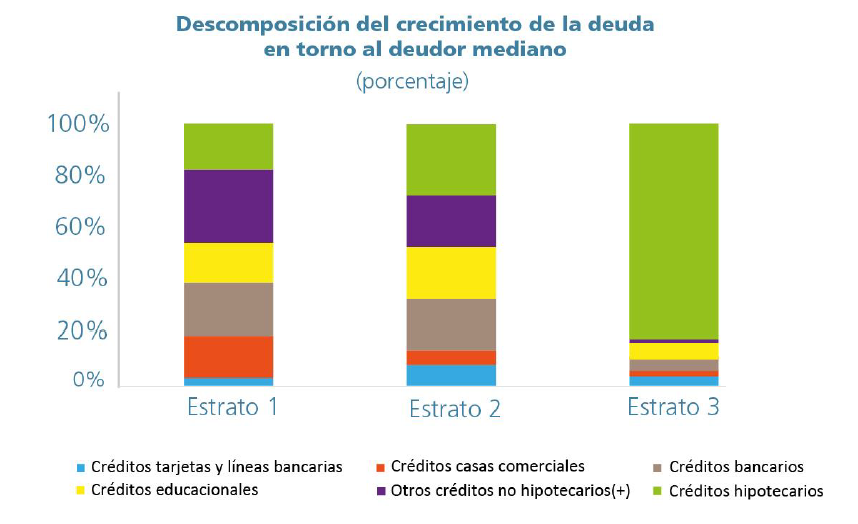 Descomposición del crecimiento de la deuda
en torno al deudor mediano
(porcentaje)
100%
80%
60%
40%
20%
0%
Estrato 1
Estrato 2
Estrato 3
Créditos tarjetas y líneas bancarias
Créditos casas comerciales
Créditos bancarios
Créditos educacionales
Otros créditos no hipotecarios(+)
Créditos hipotecarios